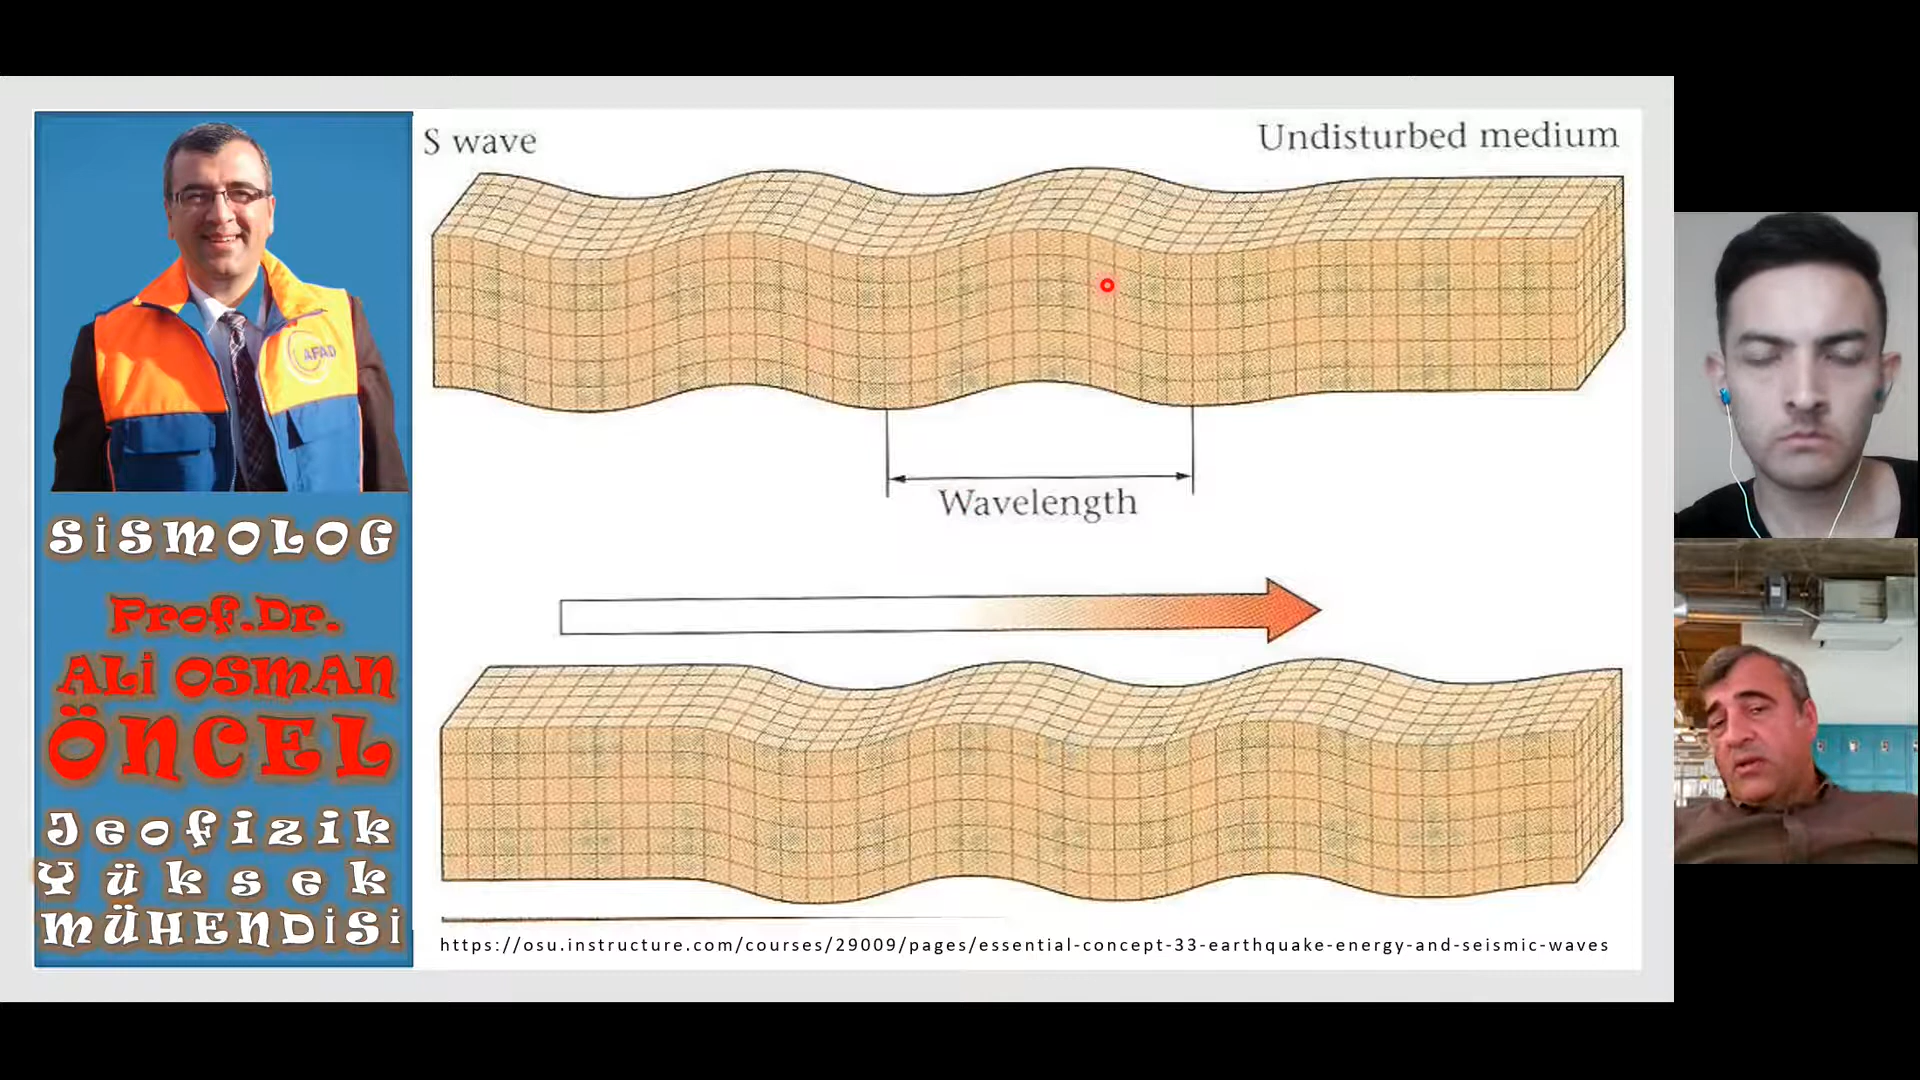 S wave
Undisturbed medium
AFAD
Wavelength
SİSMOLOG
Prof.Dr.
ALİ OSMAN
ÖNCEL
Jeofizik
Yüksek
MÜHENDİSİ
https://osu.instructure.com/courses/29009/pages/essential-concept-33-earthquake-energy-and-seismic-waves